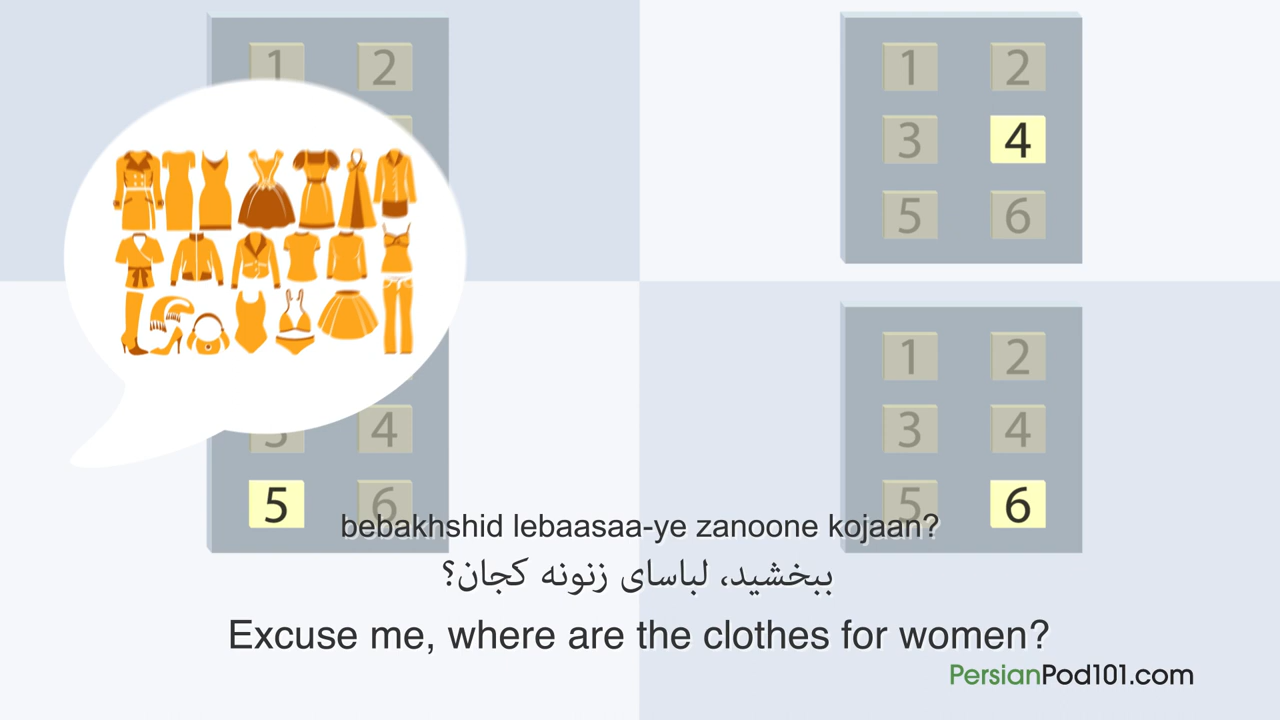 1 2
1 2
3 4
5 6
1 2
3 4
3 4
5 6
5 6
bebakhshid lebaasaa-ye zanoone kojaan?
ببخشید، لباسای زنونه کجان؟
Excuse me, where are the clothes for women?
PersianPod101.com